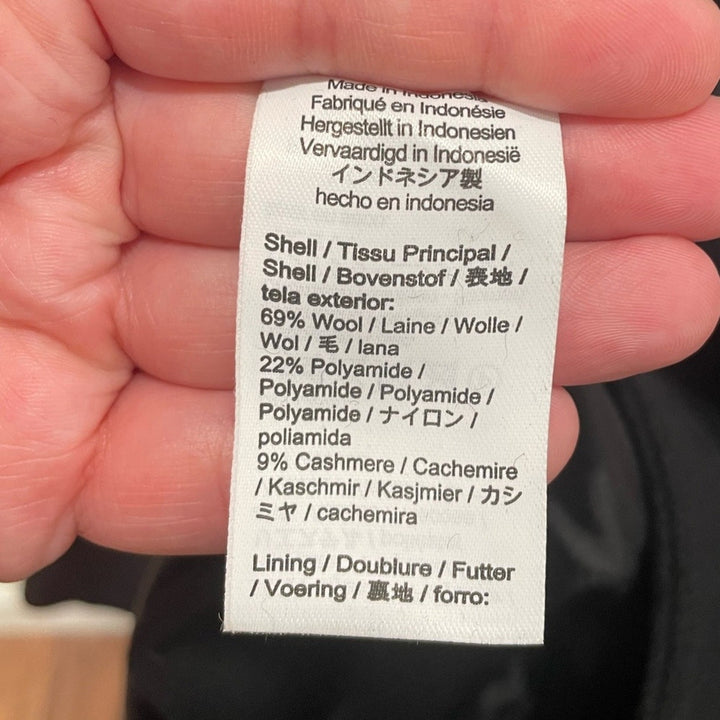 Made in Indonesia
Fabriqué en Indonésie
Hergestellt in Indonesien
Vervaardigd in Indonesië
インドネシア製
hecho en indonesia
Shell / Tissu Principal /
Shell / Bovenstof / 表地 /
tela exterior:
69% Wool / Laine / Wolle /
Wol / 毛 / lana
22% Polyamide /
Polyamide / Polyamide /
Polyamide / ナイロン /
poliamida
9% Cashmere / Cachemire
/ Kaschmir / Kasjmier / カシ
ミヤ / cachemira
Lining / Doublure / Futter
/ Voering / 裏地 / forro: